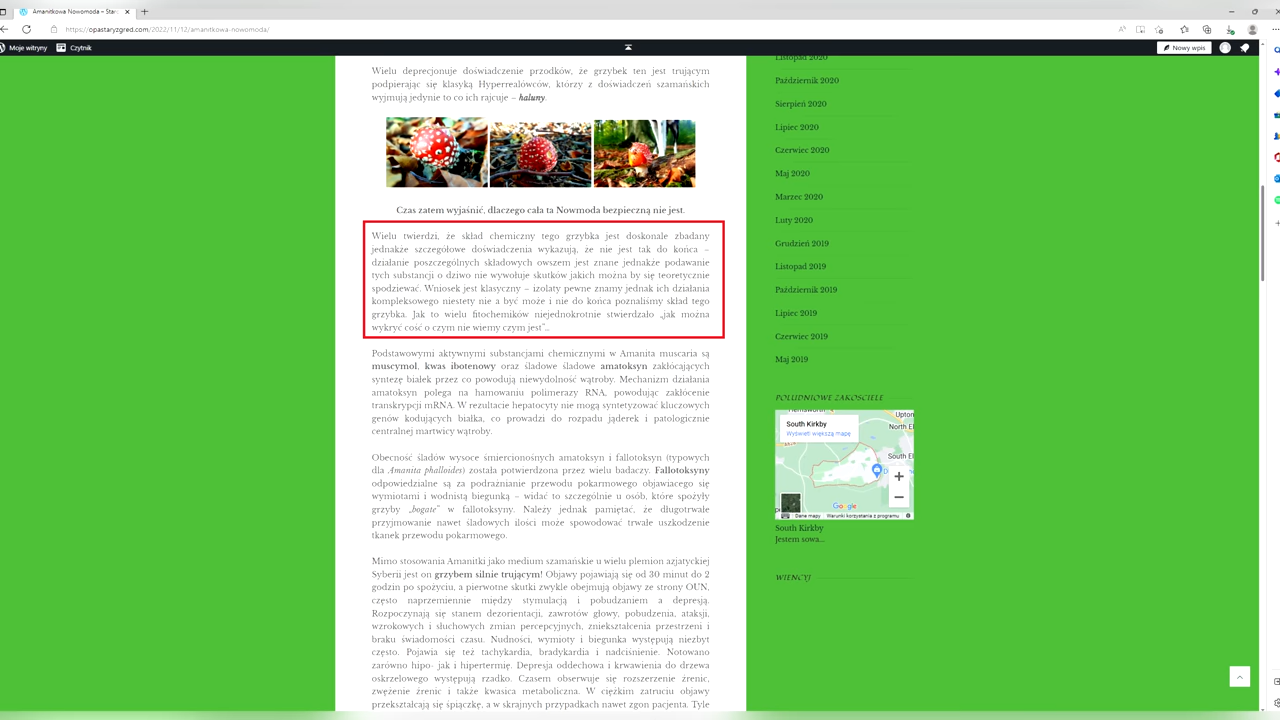 Amanitkowa Nowomoda – Star
https://opastaryzgred.com/2022/11/12/amanitkowa-nowomoda/
Moje witryny
Czytnik
Nowy wpis
Wielu deprecjonuje doświadczenie przodków, że grzybek ten jest trującym
podpierając się klasyką Hyperrealowców, którzy z doświadczeń szamańskich
wyjmują jedynie to co ich rajcuje – haluny.
Czas zatem wyjaśnić, dlaczego cała ta Nowmoda bezpieczną nie jest.
Wielu twierdzi, że skład chemiczny tego grzybka jest doskonale zbadany
jednakże szczegółowe doświadczenia wykazują, że nie jest tak do końca –
działanie poszczególnych składowych owszem jest znane jednakże podawanie
tych substancji o dziwo nie wywołuje skutków jakich można by się teoretycznie
spodziewać. Wniosek jest klasyczny – izolaty pewne znamy jednak ich działania
kompleksowego niestety nie a być może i nie do końca poznaliśmy skład tego
grzybka. Jak to wielu fitochemików niejednokrotnie stwierdzało „jak można
wykryć cość o czym nie wiemy czym jest”...
Podstawowymi aktywnymi substancjami chemicznymi w Amanita muscaria są
muscymol, kwas ibotenowy oraz śladowe śladowe amatoksyn zakłócających
syntezę białek przez co powodują niewydolność wątroby. Mechanizm działania
amatoksyn polega na hamowaniu polimerazy RNA, powodując zakłócenie
transkrypcji mRNA. W rezultacie hepatocyty nie mogą syntetyzować kluczowych
genów kodujących białka, co prowadzi do rozpadu jąderek i patologicznie
centralnej martwicy wątroby.
Obecność śladów wysoce śmiercionośnych amatoksyn i fallotoksyn (typowych
dla Amanita phalloides) została potwierdzona przez wielu badaczy. Fallotoksyny
odpowiedzialne są za podrażnianie przewodu pokarmowego objawiacego się
wymiotami i wodnistą biegunką – widać to szczególnie u osób, które spożyły
grzyby „bogate” w fallotoksyny. Należy jednak pamiętać, że długotrwałe
przyjmowanie nawet śladowych ilości może spowodować trwałe uszkodzenie
tkanek przewodu pokarmowego.
Mimo stosowania Amanitki jako medium szamańskie u wielu plemion azjatyckiej
Syberii jest on grzybem silnie trującym! Objawy pojawiają się od 30 minut do 2
godzin po spożyciu, a pierwotne skutki zwykle obejmują objawy ze strony OUN,
często naprzemiennie między stymulacją i pobudzaniem a depresją.
Rozpoczynają się stanem dezorientacji, zawrotów głowy, pobudzenia, ataksji,
wzrokowych i słuchowych zmian percepcyjnych, zniekształcenia przestrzeni i
braku świadomości czasu. Nudności, wymioty i biegunka występują niezbyt
często. Pojawia się też tachykardia, bradykardia i nadciśnienie. Notowano
zarówno hipo- jak i hipertermię. Depresja oddechowa i krwawienia do drzewa
oskrzelowego występują rzadko. Czasem obserwuje się rozszerzenie źrenic,
zwężenie źrenic i także kwasica metaboliczna. W ciężkim zatruciu objawy
przekształcają się śpiączkę, a w skrajnych przypadkach nawet zgon pacjenta. Tyle
Listopad 2020
Październik 2020
Sierpień 2020
Lipiec 2020
Czerwiec 2020
Maj 2020
Marzec 2020
Luty 2020
Grudzień 2019
Listopad 2019
Październik 2019
Lipiec 2019
Czerwiec 2019
Maj 2019
POŁUDNIOWE ZAKOŚCIELE
Upton
South Kirkby
Wyświetl większą mapę
North El
South El
Google
Dane mapy
Warunki korzystania z programu
South Kirkby
Jestem sowa...
WIENCYJ